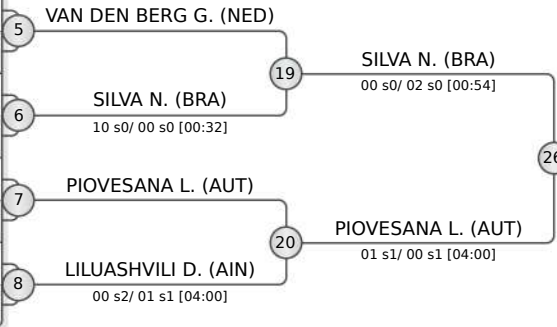 5
VAN DEN BERG G. (NED)
19
SILVA N. (BRA)
00 s0/ 02 s0 [00:54]
6
SILVA N. (BRA)
10 s0/ 00 s0 [00:32]
26
7
PIOVESANA L. (AUT)
20
PIOVESANA L. (AUT)
01 s1/ 00 s1 [04:00]
8
LILUASHVILI D. (AIN)
00 s2/ 01 s1 [04:00]